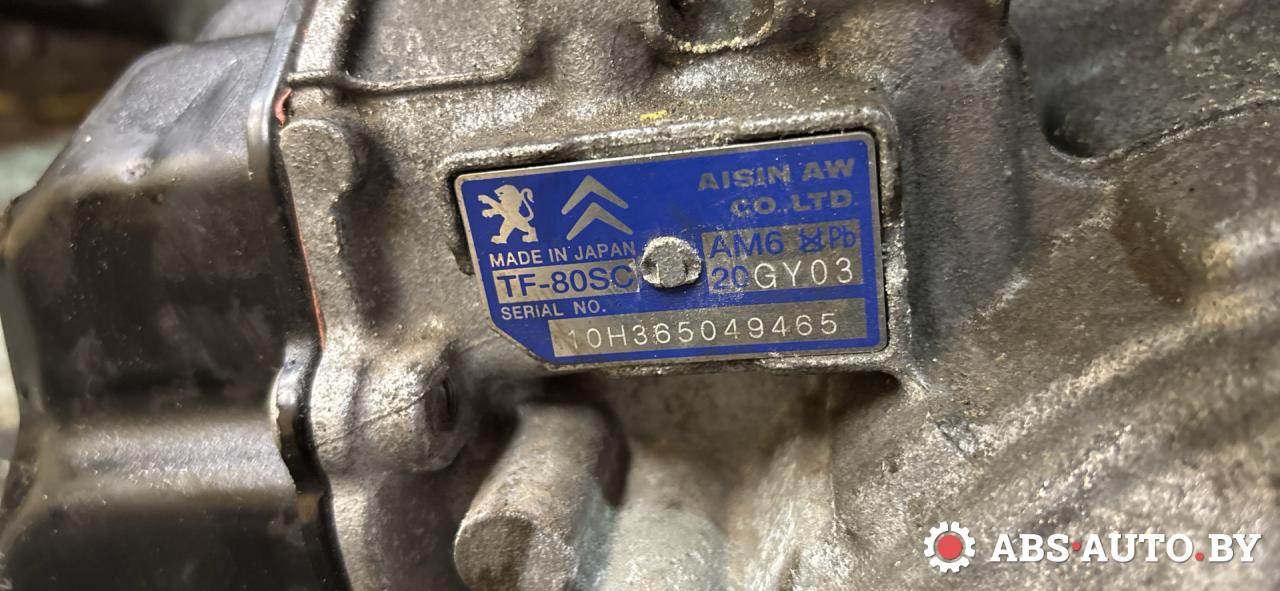 AISIN AW
CO.,LTD.
MADE IN JAPAN
AM6 Pb
TF-80SC
20GY03
SERIAL NO.
10H365049465
ABS·AUTO.BY